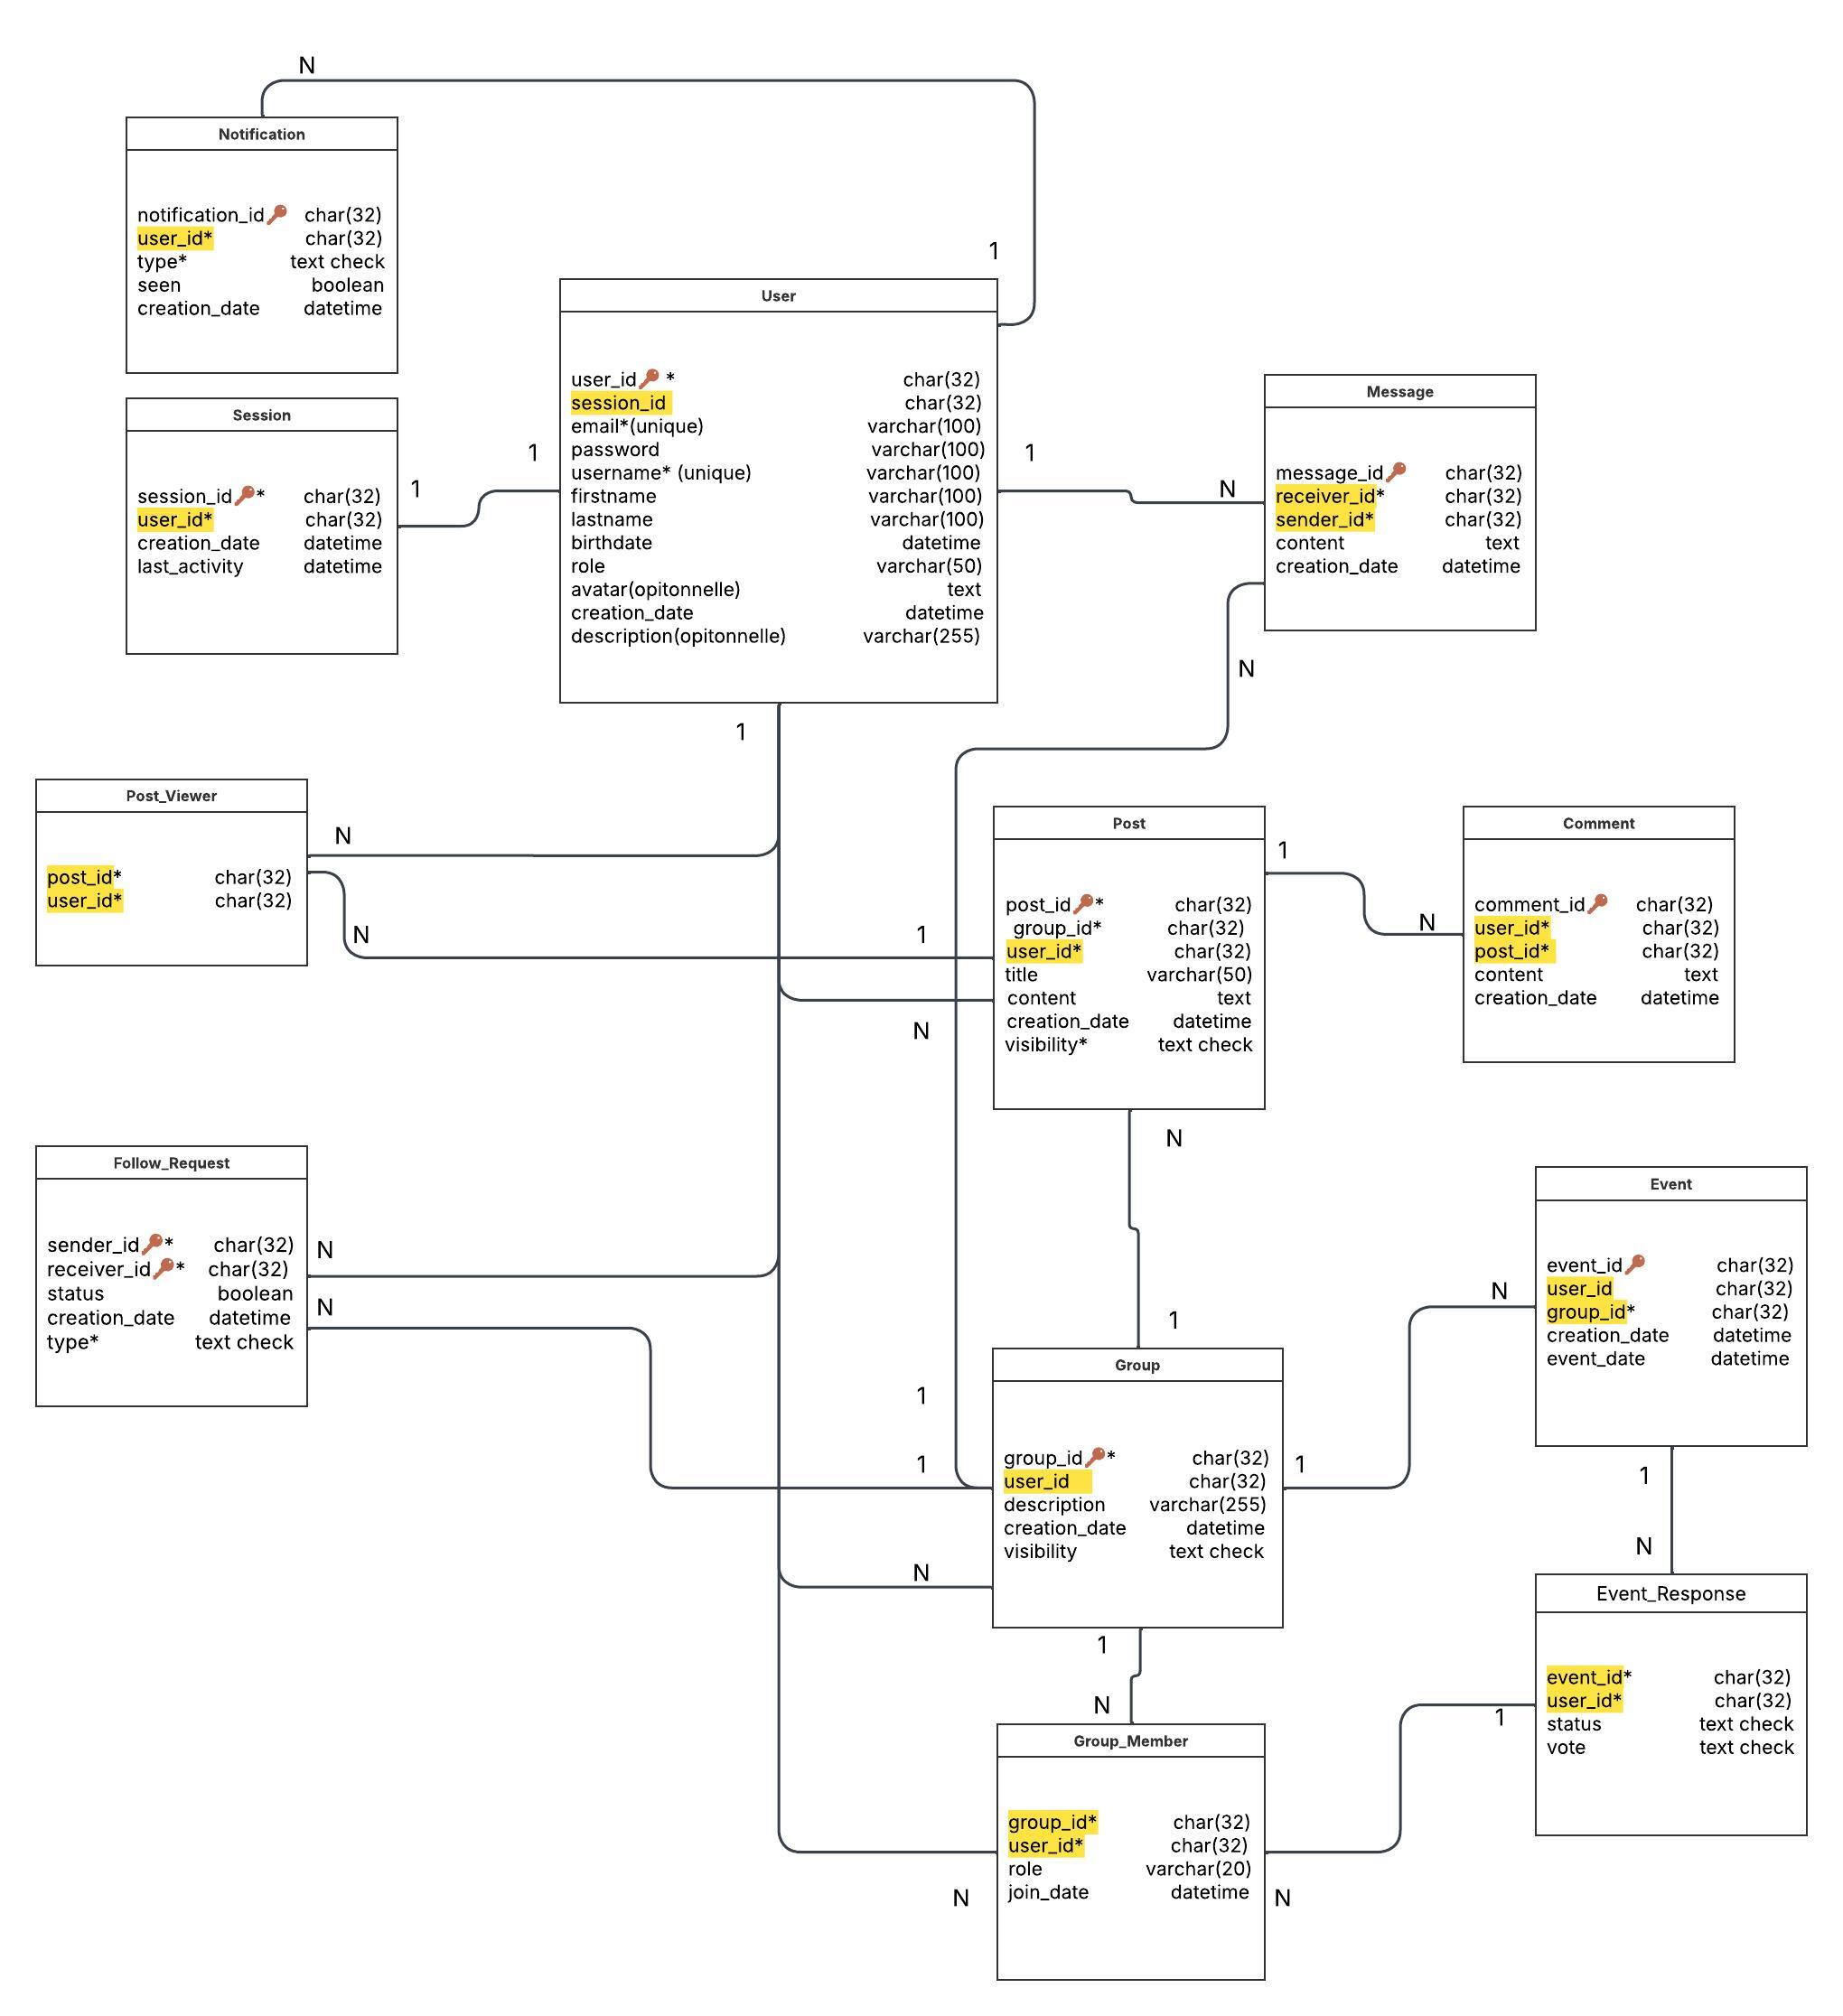 N
Notification
notification_id char(32)
user_id* char(32)
type* text check
seen boolean
creation_date datetime
1
User
user_id * char(32)
session_id char(32)
email*(unique) varchar(100)
password varchar(100)
username* (unique) varchar(100)
firstname varchar(100)
lastname varchar(100)
birthdate datetime
role varchar(50)
avatar(opitonnelle) text
creation_date datetime
description(opitonnelle) varchar(255)
Session
session_id * char(32)
user_id* char(32)
creation_date datetime
last_activity datetime
1
1
1
N
Message
message_id char(32)
receiver_id* char(32)
sender_id* char(32)
content text
creation_date datetime
N
1
Post_Viewer
post_id* char(32)
user_id* char(32)
N
N
1
N
Post
post_id * char(32)
group_id* char(32)
user_id* char(32)
title varchar(50)
content text
creation_date datetime
visibility* text check
1
N
Comment
comment_id char(32)
user_id* char(32)
post_id* char(32)
content text
creation_date datetime
N
1
Follow_Request
sender_id * char(32)
receiver_id * char(32)
status boolean
creation_date datetime
type* text check
N
N
1
1
N
Group
group_id * char(32)
user_id char(32)
description varchar(255)
creation_date datetime
visibility text check
1
N
Event
event_id char(32)
user_id char(32)
group_id* char(32)
creation_date datetime
event_date datetime
1
N
Event_Response
event_id* char(32)
user_id* char(32)
status text check
vote text check
1
1
N
Group_Member
group_id* char(32)
user_id* char(32)
role varchar(20)
join_date datetime
N
N